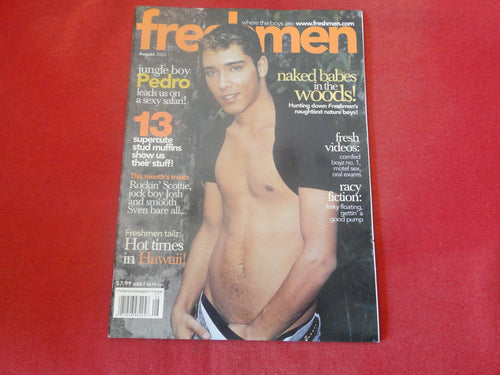 where the boys are: www.freshmen.com
freshmen
August 2002
jungle boy
Pedro
leads us on
a sexy safari!
13
supercute
stud muffins
show us
their stuff!
This month's treats
Rockin' Scottie,
jock boy Josh
and smooth
Sven bare all...
Freshmen tailz:
Hot times
in Hawaii!
$7.99 USA
naked babes
in the
woods!
Hunting down Freshmen's
naughtiest nature boys!
fresh
videos:
cornfed
boyz no. 1,
motel sex,
oral exams
racy
fiction:
frisky floating,
gettin' a
good pump